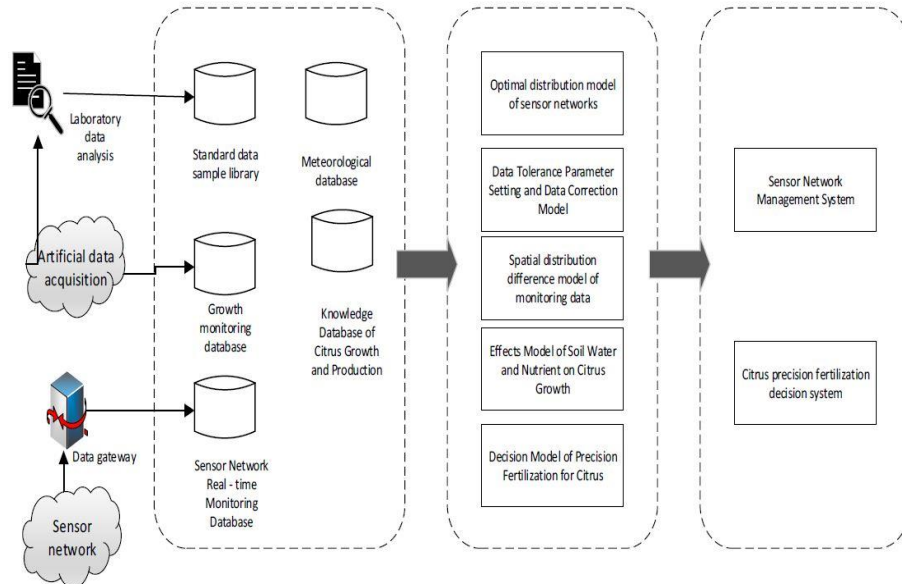 Laboratory
data
analysis
Artificial data
acquisition
Data gateway
Sensor
network
Standard data
sample library
Meteorological
database
Growth
monitoring
database
Knowledge
Database of
Citrus Growth
and Production
Sensor Network
Real - time
Monitoring
Database
Optimal distribution model
of sensor networks
Data Tolerance Parameter
Setting and Data Correction
Model
Spatial distribution
difference model of
monitoring data
Effects Model of Soil Water
and Nutrient on Citrus
Growth
Decision Model of Precision
Fertilization for Citrus
Sensor Network
Management System
Citrus precision fertilization
decision system